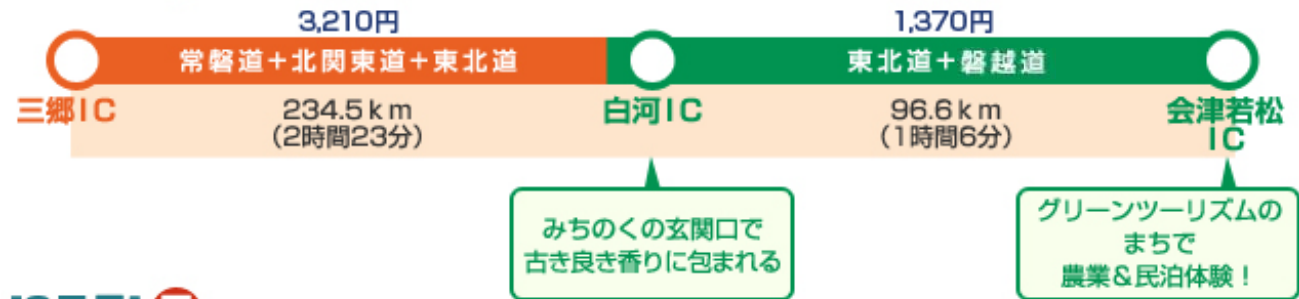 3,210円
1,370円
常磐道+北関東道+東北道
東北道+磐越道
三郷IC
234.5km
(2時間23分)
白河IC
96.6km
(1時間6分)
会津若松
IC
みちのくの玄関口で
古き良き香りに包まれる
グリーンツーリズムの
まちで
農業&民泊体験!